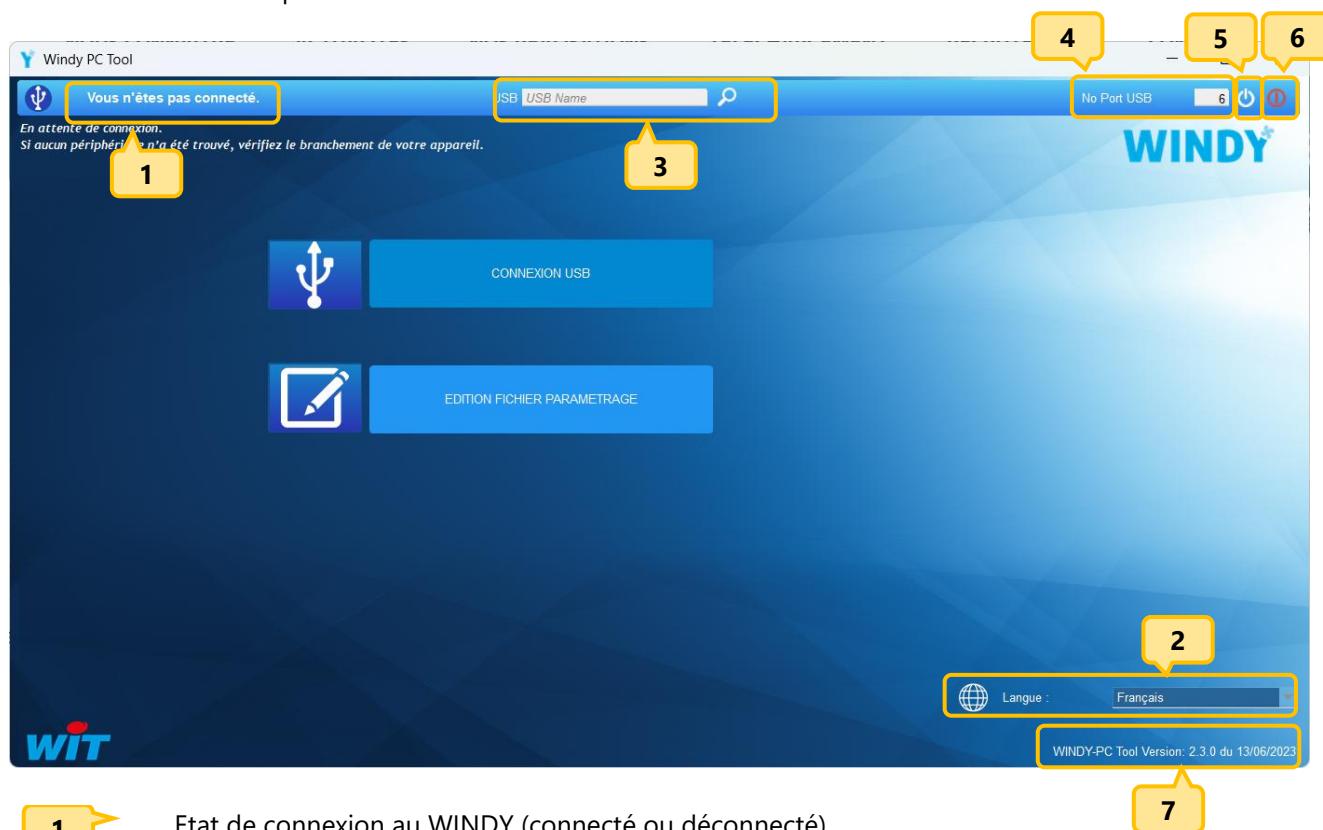 4
5
6
Windy PC Tool
Vous n'êtes pas connecté.
USB Name
No Port USB 6
En attente de connexion.
Si aucun n'a été trouvé, vérifiez le branchement de votre appareil.
WINDY
1
3
CONNEXION USB
EDITION FICHIER PARAMETRAGE
2
Langue : Français
wit
WINDY-PC Tool Version: 2.3.0 du 13/06/2023
7
1 Etat de connexion au WINDY (connecté ou déconnecté)